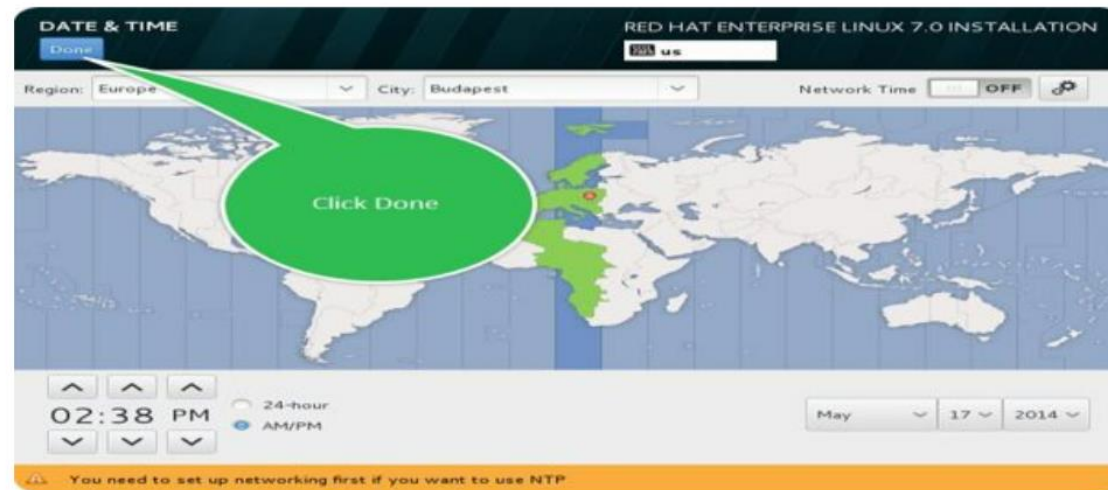 DATE & TIME
RED HAT ENTERPRISE LINUX 7.0 INSTALLATION
Done
us
Region: Europe City: Budapest Network Time OFF
Click Done
02:38 PM
24-hour
AM/PM
May 17 2014
You need to set up networking first if you want to use NTP